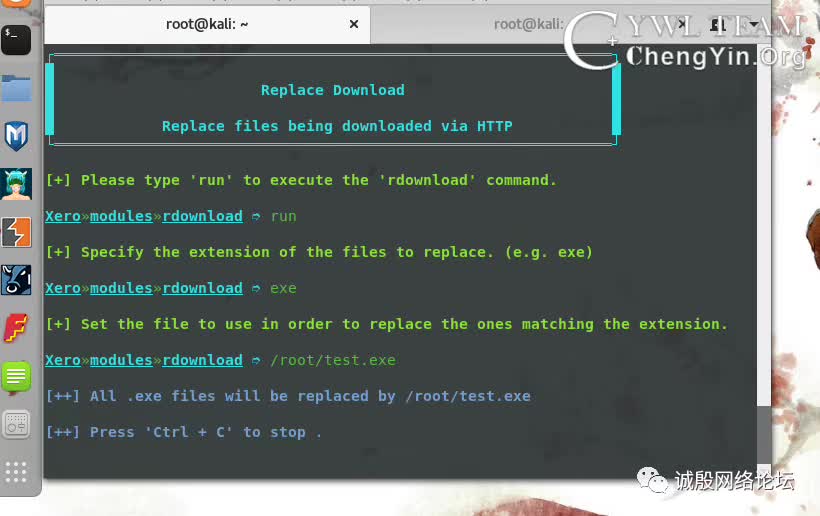 root@kali: ~
root@kali:
CYWL TEAM
ChengYin.Org
Replace Download
Replace files being downloaded via HTTP
[+] Please type 'run' to execute the 'rdownload' command.
Xero»modules»rdownload ➮ run
[+] Specify the extension of the files to replace. (e.g. exe)
Xero»modules»rdownload ➮ exe
[+] Set the file to use in order to replace the ones matching the extension.
Xero»modules»rdownload ➮ /root/test.exe
[++] All .exe files will be replaced by /root/test.exe
[++] Press 'Ctrl + C' to stop .
诚殷网络论坛